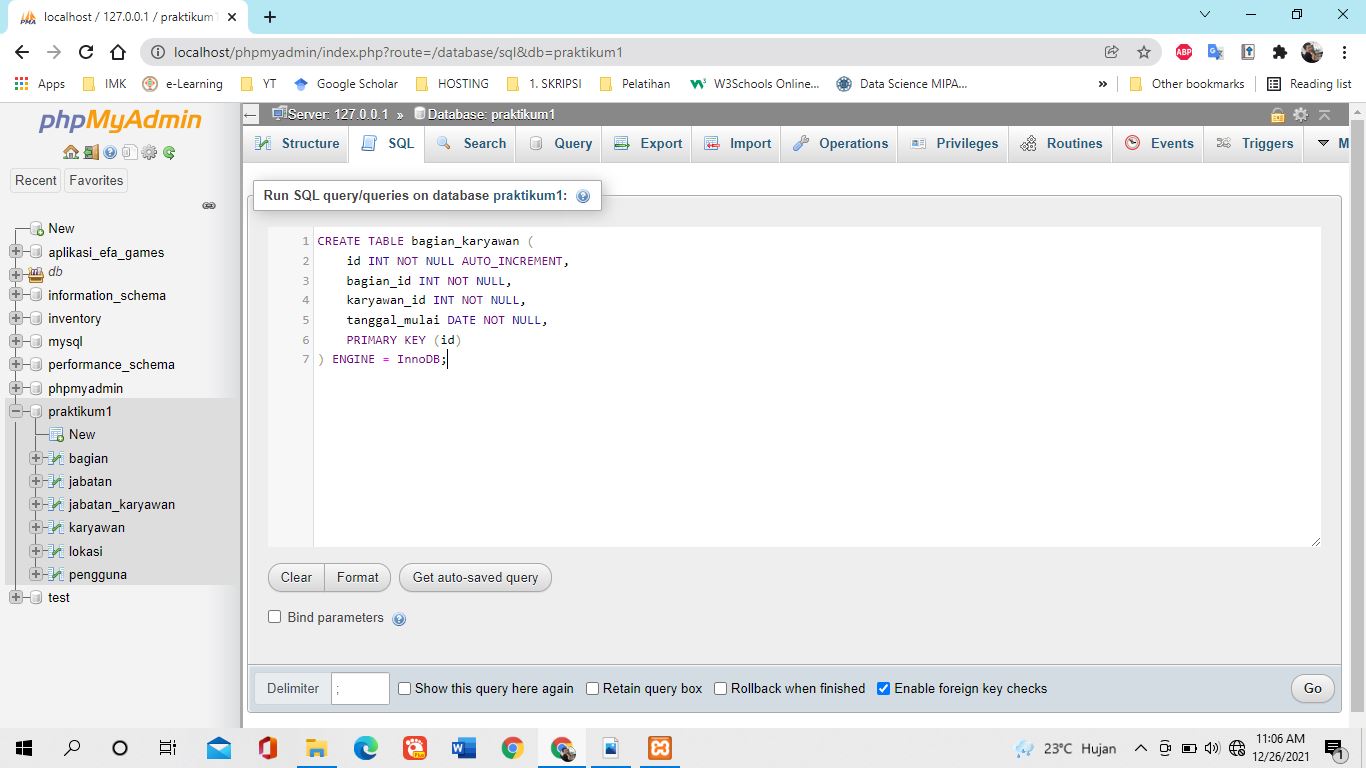 localhost / 127.0.0.1 / praktikum1
localhost/phpmyadmin/index.php?route=/database/sql&db=praktikum1
ABP
Apps IMK e-Learning YT Google Scholar HOSTING 1. SKRIPSI Pelatihan W3Schools Online... Data Science MIPA... » Other bookmarks Reading list
phpMyAdmin
Recent Favorites
New
aplikasi_efa_games
db
information_schema
inventory
mysql
performance_schema
phpmyadmin
praktikum1
New
bagian
jabatan
jabatan_karyawan
karyawan
lokasi
pengguna
test
Server: 127.0.0.1 » Database: praktikum1
Structure SQL Search Query Export Import Operations Privileges Routines Events Triggers M
Run SQL query/queries on database praktikum1:
1 CREATE TABLE bagian_karyawan (
2 id INT NOT NULL AUTO_INCREMENT,
3 bagian_id INT NOT NULL,
4 karyawan_id INT NOT NULL,
5 tanggal_mulai DATE NOT NULL,
6 PRIMARY KEY (id)
7 ) ENGINE = InnoDB;
Clear Format Get auto-saved query
Bind parameters
Delimiter ; Show this query here again Retain query box Rollback when finished Enable foreign key checks Go
23°C Hujan
11:06 AM
12/26/2021
1